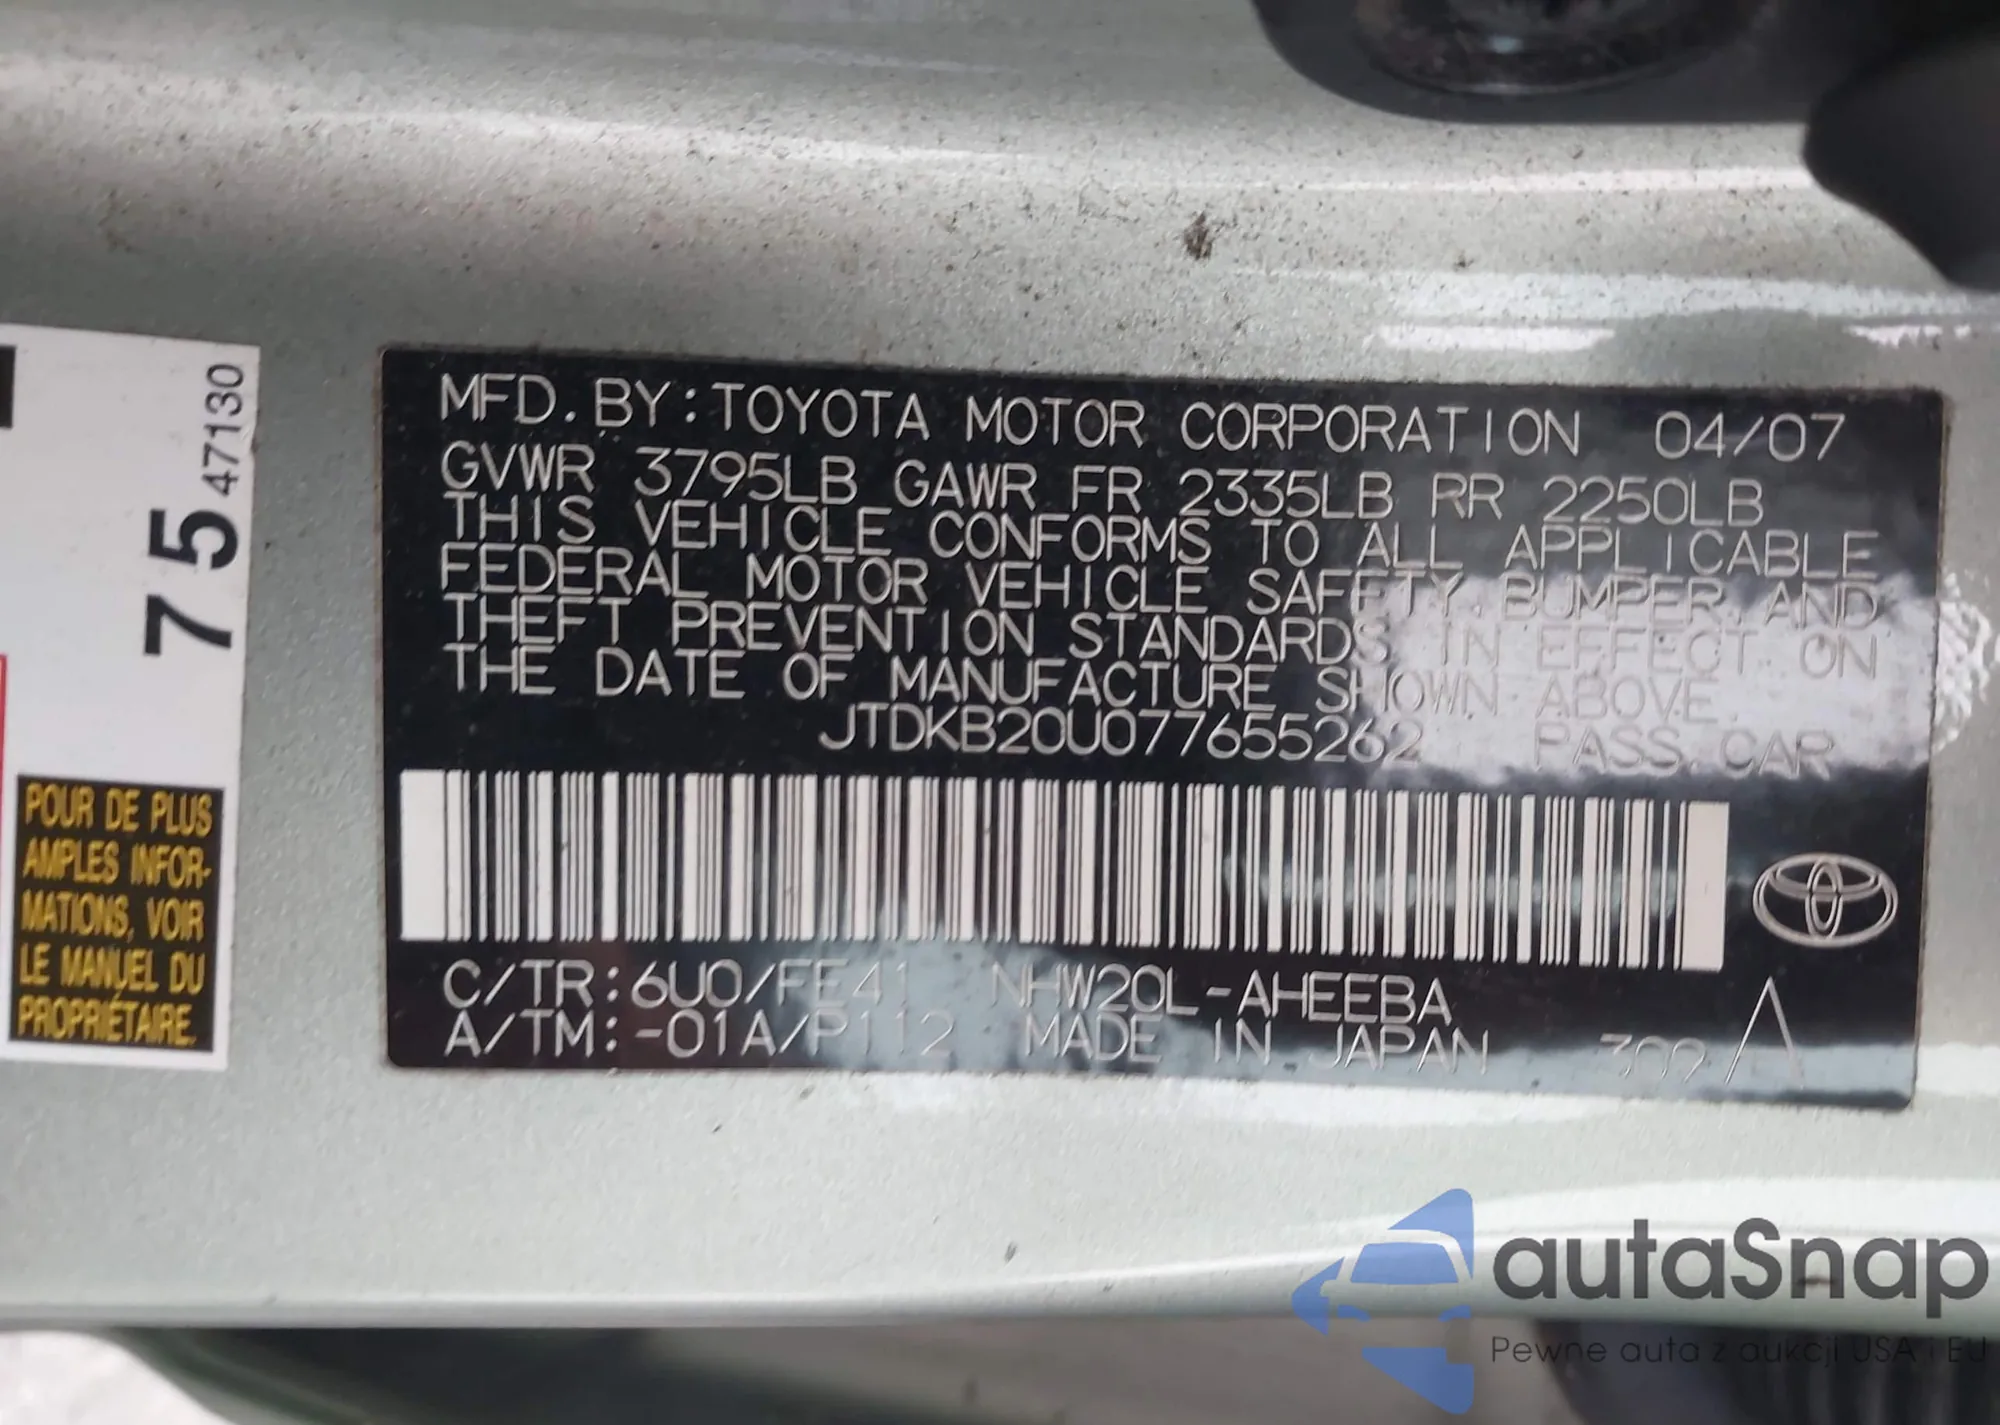 75
47130
POUR DE PLUS
AMPLES INFOR-
MATIONS, VOIR
LE MANUEL DU
PROPRIÉTAIRE.
MFD. BY: TOYOTA MOTOR CORPORATION 04/07
GVWR 3795LB GAWR FR 2335LB RR 2250LB
THIS VEHICLE CONFORMS TO ALL APPLICABLE
FEDERAL MOTOR VEHICLE SAFETY, BUMPER, AND
THEFT PREVENTION STANDARDS IN EFFECT ON
THE DATE OF MANUFACTURE SHOWN ABOVE.
JTDKB20U077655262 PASS. CAR
C/TR: 6U0/FE41 NHW20L-AHEEBA
A/TM: -01A/P112 MADE IN JAPAN 309 A
autaSnap
Pewne auta z aukcji USA i EU